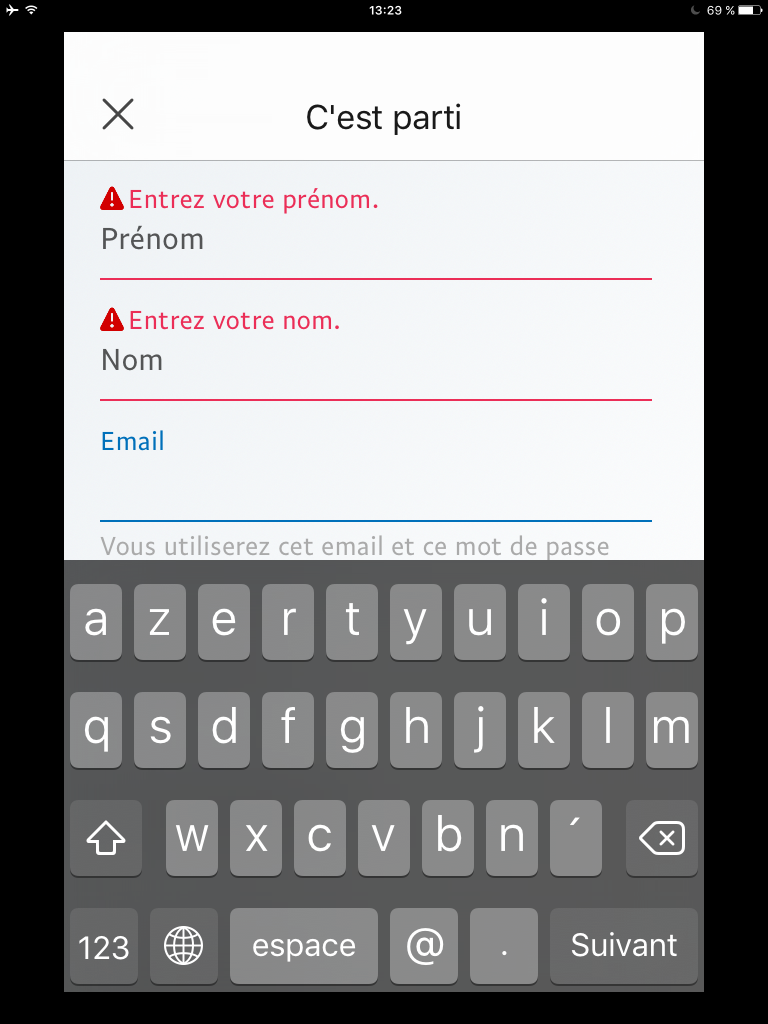 13:23
69 %
C'est parti
Entrez votre prénom.
Prénom
Entrez votre nom.
Nom
Email
Vous utiliserez cet email et ce mot de passe
a z e r t y u i o p
q s d f g h j k l m
w x c v b n ´
123 espace @ . Suivant